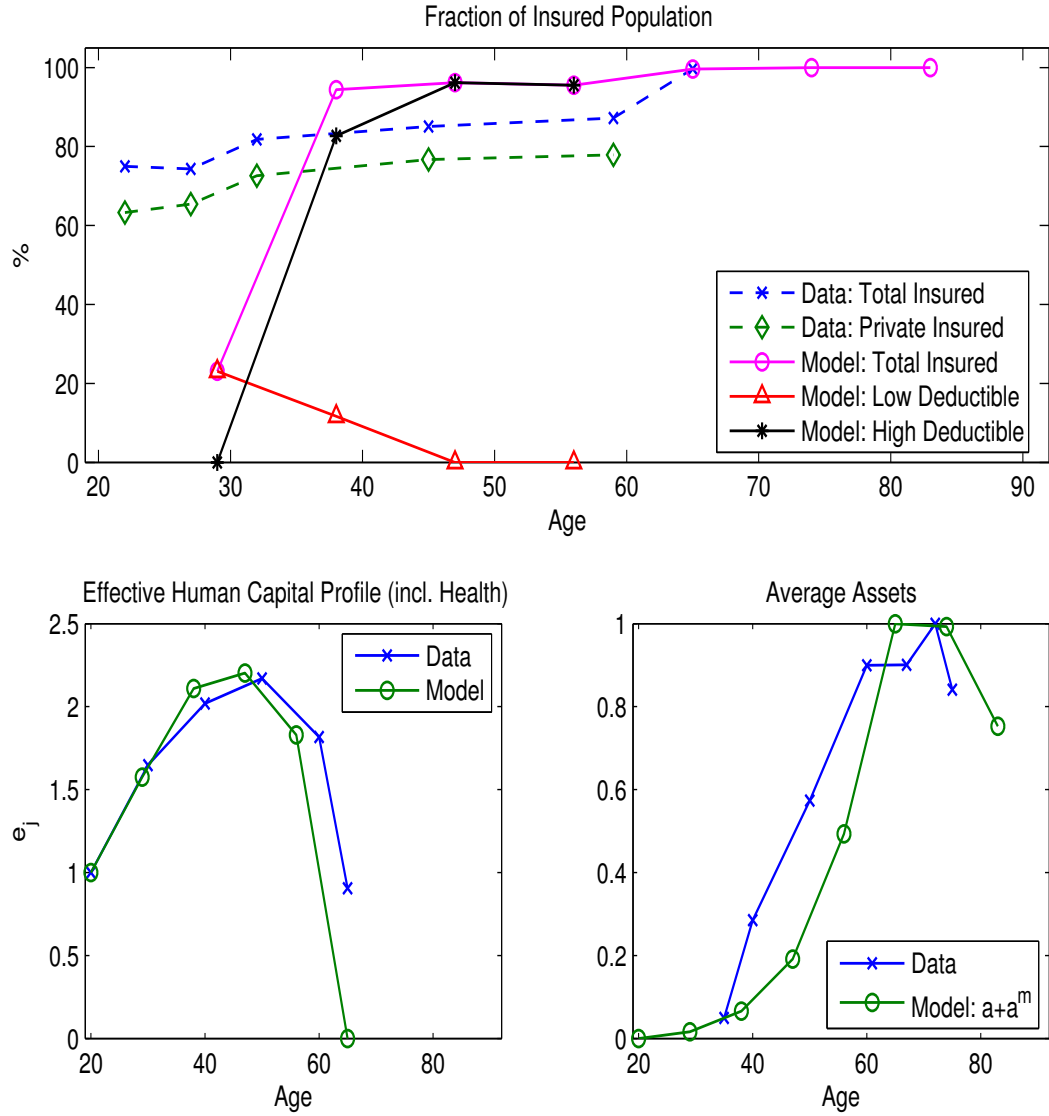 Fraction of Insured Population
100
80
60
40
20
0
%
20 30 40 50 60 70 80 90
Age
Data: Total Insured
Data: Private Insured
Model: Total Insured
Model: Low Deductible
Model: High Deductible
Effective Human Capital Profile (incl. Health)
2.5
2
1.5
1
0.5
0
e_j
20 40 60 80
Age
Data
Model
Average Assets
1
0.8
0.6
0.4
0.2
0
20 40 60 80
Age
Data
Model: a+a^m